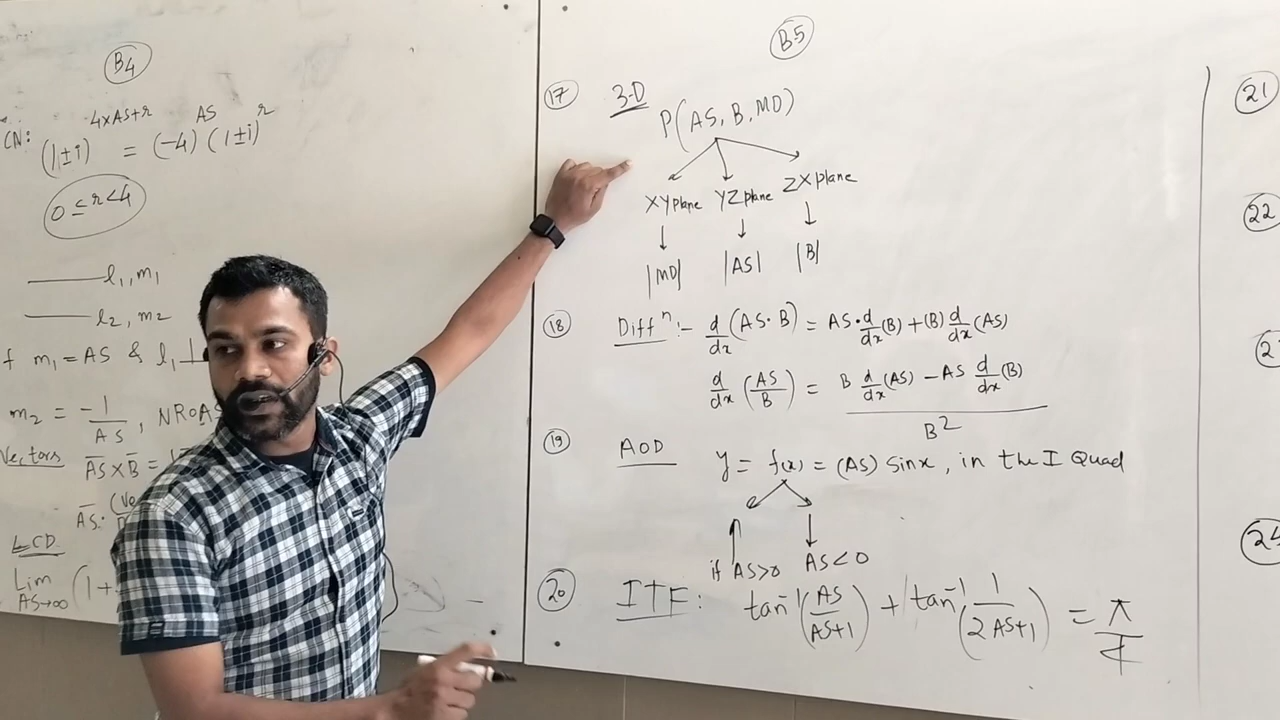 B4
CN: (1±i)^(4×AS+r) = (-4)^AS (1±i)^r
0 ≤ r < 4
l₁, m₁
l₂, m₂
f m₁ = AS & l₁ ⊥
m₂ = -1/AS, NROAS
Vectors A̅S̅ × B̅ =
A̅S̅ ·
LCD
Lim AS→∞ (1+
B5
17 3-D
P(AS, B, MD)
XY plane YZ plane ZX plane
↓ ↓ ↓
|MD| |AS| |B|
18 Diffⁿ:- d/dx (AS·B) = AS·d/dx(B) + (B) d/dx(AS)
d/dx (AS/B) = (B d/dx(AS) - AS d/dx(B))/B²
19 AOD y = f(x) = (AS) sinx, in the I Quad
↑ ↓
if AS>0 AS<0
20 ITF: tan⁻¹(AS/AS+1) + tan⁻¹(1/2AS+1) = π/4
21
22
24